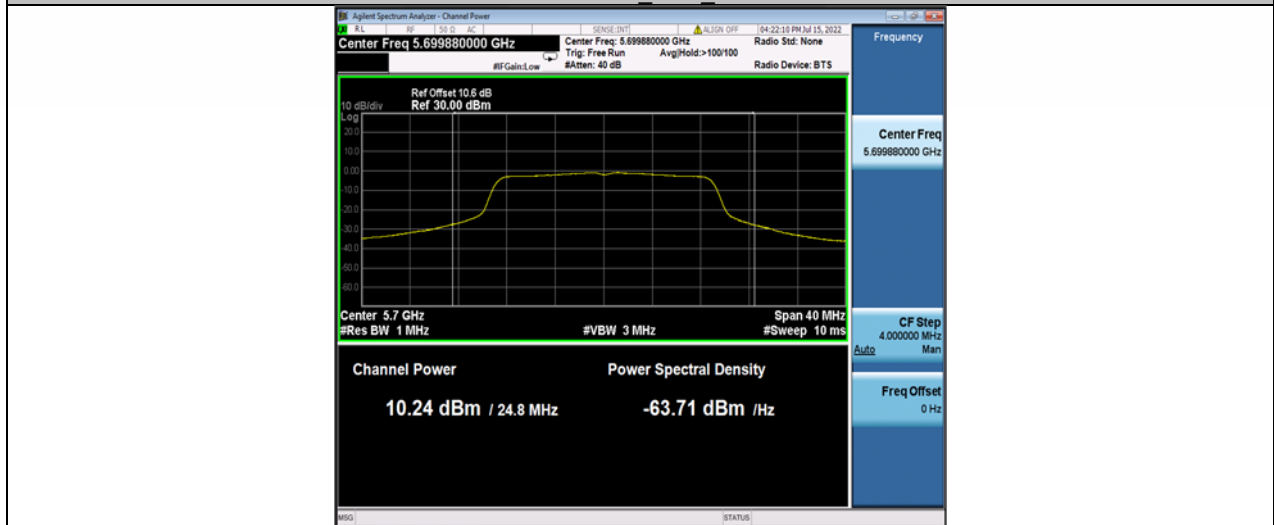 Agilent Spectrum Analyzer - Channel Power
RL RF 50 Ω AC SENSE:INT ALIGN OFF 04:22:10 PM Jul 15, 2022
Center Freq 5.699880000 GHz
Center Freq: 5.699880000 GHz Radio Std: None
Trig: Free Run Avg|Hold:>100/100
#IFGain:Low #Atten: 40 dB Radio Device: BTS
Ref Offset 10.6 dB
10 dB/div Ref 30.00 dBm
Log
20.0
10.0
0.00
-10.0
-20.0
-30.0
-40.0
-50.0
-60.0
Center 5.7 GHz Span 40 MHz
#Res BW 1 MHz #VBW 3 MHz #Sweep 10 ms
Channel Power Power Spectral Density
10.24 dBm / 24.8 MHz -63.71 dBm /Hz
MSG STATUS
Frequency
Center Freq
5.699880000 GHz
CF Step
4.000000 MHz
Auto Man
Freq Offset
0 Hz